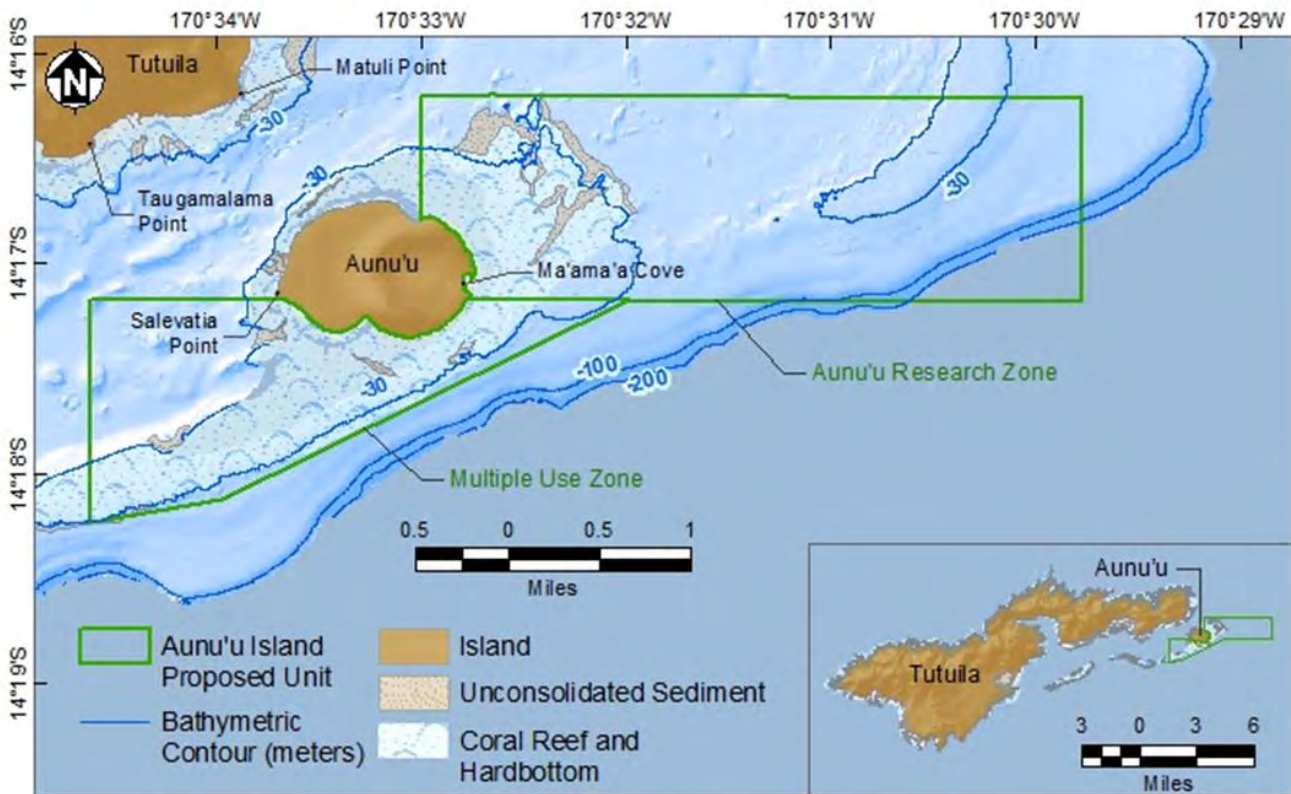 170°34'W 170°33'W 170°32'W 170°31'W 170°30'W 170°29'W
14°16'S
N
Tutuila
Matuli Point
-30
-30
-30
Taugamalama
Point
14°17'S
Aunu'u
Ma'ama'a Cove
Salevatia
Point
-100
-200
Aunu'u Research Zone
-30
14°18'S
Multiple Use Zone
0.5 0 0.5 1
Miles
Aunu'u Island
Proposed Unit
Bathymetric
Contour (meters)
Island
Unconsolidated Sediment
Coral Reef and
Hardbottom
14°19'S
Aunu'u
Tutuila
3 0 3 6
Miles